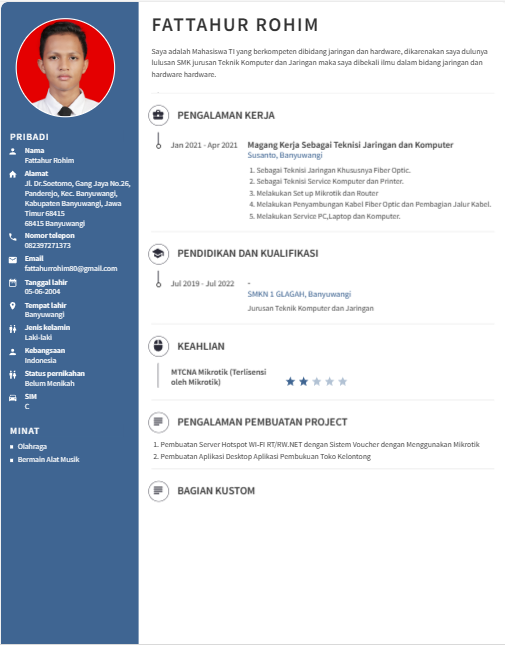 FATTAHUR ROHIM
Saya adalah Mahasiswa TI yang berkompeten dibidang jaringan dan hardware, dikarenakan saya dulunya
lulusan SMK jurusan Teknik Komputer dan Jaringan maka saya dibekali ilmu dalam bidang jaringan dan
hardware hardware.
PRIBADI
Nama
Fattahur Rohim
Alamat
Jl. Dr.Soetomo, Gang Jaya No.26,
Panderejo, Kec. Banyuwangi,
Kabupaten Banyuwangi, Jawa
Timur 68415
68415 Banyuwangi
Nomor telepon
082397271373
Email
fattahurrohim80@gmail.com
Tanggal lahir
05-06-2004
Tempat lahir
Banyuwangi
Jenis kelamin
Laki-laki
Kebangsaan
Indonesia
Status pernikahan
Belum Menikah
SIM
C
MINAT
Olahraga
Bermain Alat Musik
PENGALAMAN KERJA
Jan 2021 - Apr 2021 Magang Kerja Sebagai Teknisi Jaringan dan Komputer
Susanto, Banyuwangi
1. Sebagai Teknisi Jaringan Khususnya Fiber Optic.
2. Sebagai Teknisi Service Komputer dan Printer.
3. Melakukan Set up Mikrotik dan Router
4. Melakukan Penyambungan Kabel Fiber Optic dan Pembagian Jalur Kabel.
5. Melakukan Service PC,Laptop dan Komputer.
PENDIDIKAN DAN KUALIFIKASI
Jul 2019 - Jul 2022 -
SMKN 1 GLAGAH, Banyuwangi
Jurusan Teknik Komputer dan Jaringan
KEAHLIAN
MTCNA Mikrotik (Terlisensi
oleh Mikrotik)
PENGALAMAN PEMBUATAN PROJECT
1. Pembuatan Server Hotspot WI-FI RT/RW.NET dengan Sistem Voucher dengan Menggunakan Mikrotik
2. Pembuatan Aplikasi Desktop Aplikasi Pembukuan Toko Kelontong
BAGIAN KUSTOM